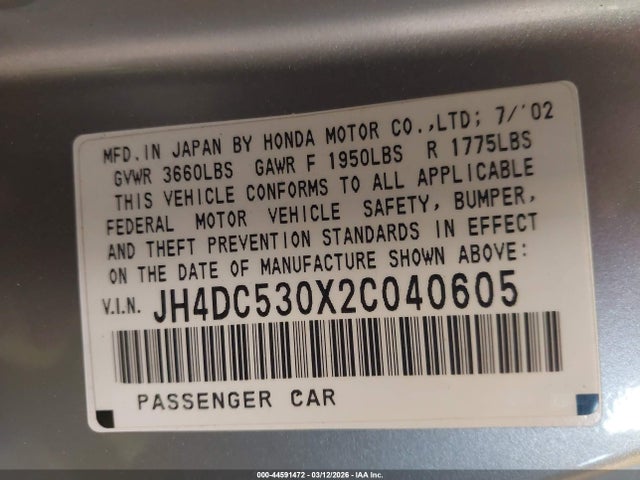 MFD. IN JAPAN BY HONDA MOTOR CO.,LTD; 7/'02
GVWR 3660LBS GAWR F 1950LBS R 1775LBS
THIS VEHICLE CONFORMS TO ALL APPLICABLE
FEDERAL MOTOR VEHICLE SAFETY, BUMPER,
AND THEFT PREVENTION STANDARDS IN EFFECT
ON THE DATE OF MANUFACTURE SHOWN ABOVE:
V.I.N. JH4DC530X2C040605
PASSENGER CAR
000-44591472 - 03/12/2026 - IAA Inc.